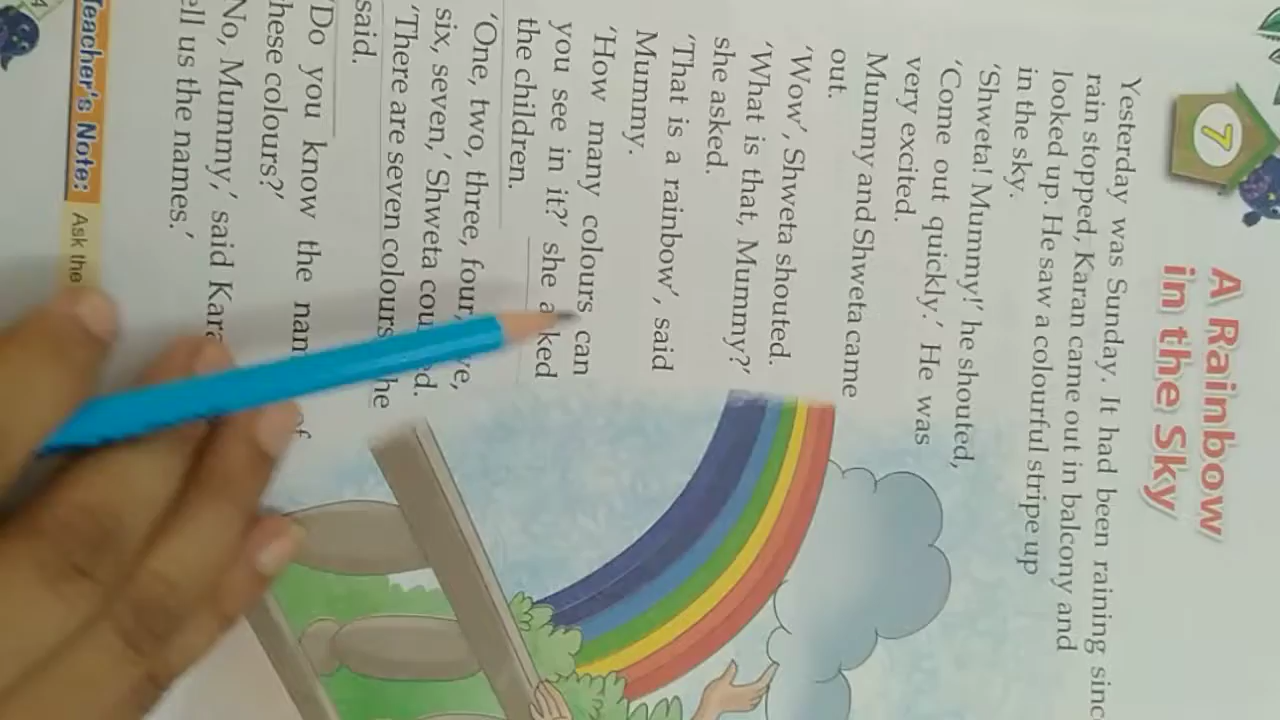 7
A Rainbow
in the Sky
Yesterday was Sunday. It had been raining
rain stopped, Karan came out in balcony and
looked up. He saw a colourful stripe up
in the sky.
‘Shweta! Mummy!’ he shouted,
‘Come out quickly.’ He was
very excited.
Mummy and Shweta came
out.
‘Wow’, Shweta shouted.
‘What is that, Mummy?’
she asked.
‘That is a rainbow’, said
Mummy.
‘How many colours can
you see in it?’ she
the children.
‘One, two, three, four,
six, seven,’ Shweta
‘There are seven colours
said.
Do you know the of
these colours?’
No, Mummy,’ said
us the names.’
Teacher's Note: Ask the
4